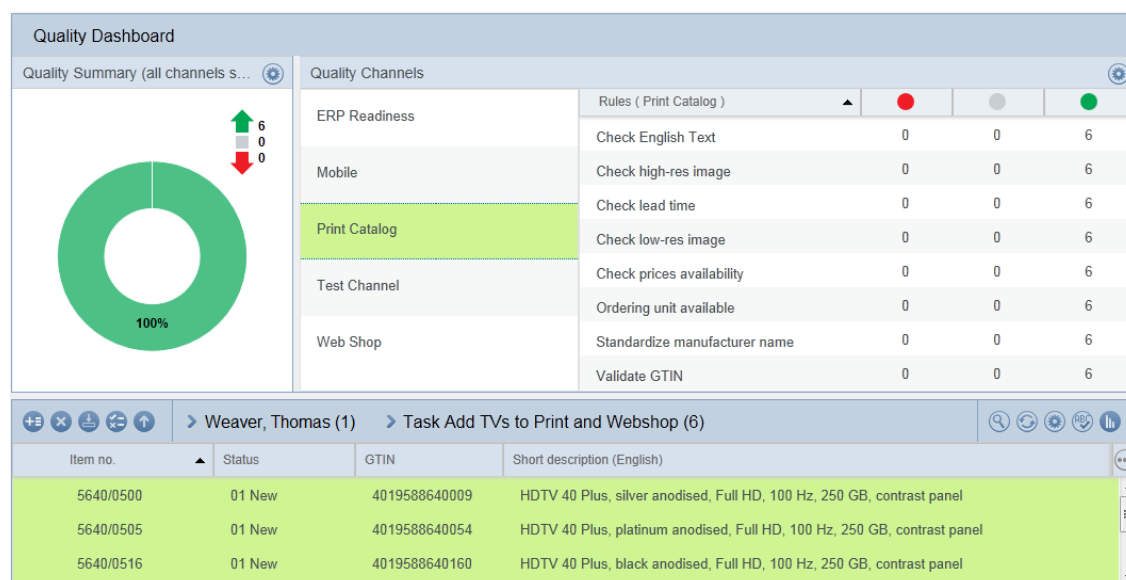 Quality Dashboard
Quality Summary (all channels s...
6
0
0
100%
Quality Channels
ERP Readiness
Mobile
Print Catalog
Test Channel
Web Shop
Rules ( Print Catalog )
Check English Text 0 0 6
Check high-res image 0 0 6
Check lead time 0 0 6
Check low-res image 0 0 6
Check prices availability 0 0 6
Ordering unit available 0 0 6
Standardize manufacturer name 0 0 6
Validate GTIN 0 0 6
Weaver, Thomas (1) Task Add TVs to Print and Webshop (6) ABC
Item no. Status GTIN Short description (English)
5640/0500 01 New 4019588640009 HDTV 40 Plus, silver anodised, Full HD, 100 Hz, 250 GB, contrast panel
5640/0505 01 New 4019588640054 HDTV 40 Plus, platinum anodised, Full HD, 100 Hz, 250 GB, contrast panel
5640/0516 01 New 4019588640160 HDTV 40 Plus, black anodised, Full HD, 100 Hz, 250 GB, contrast panel